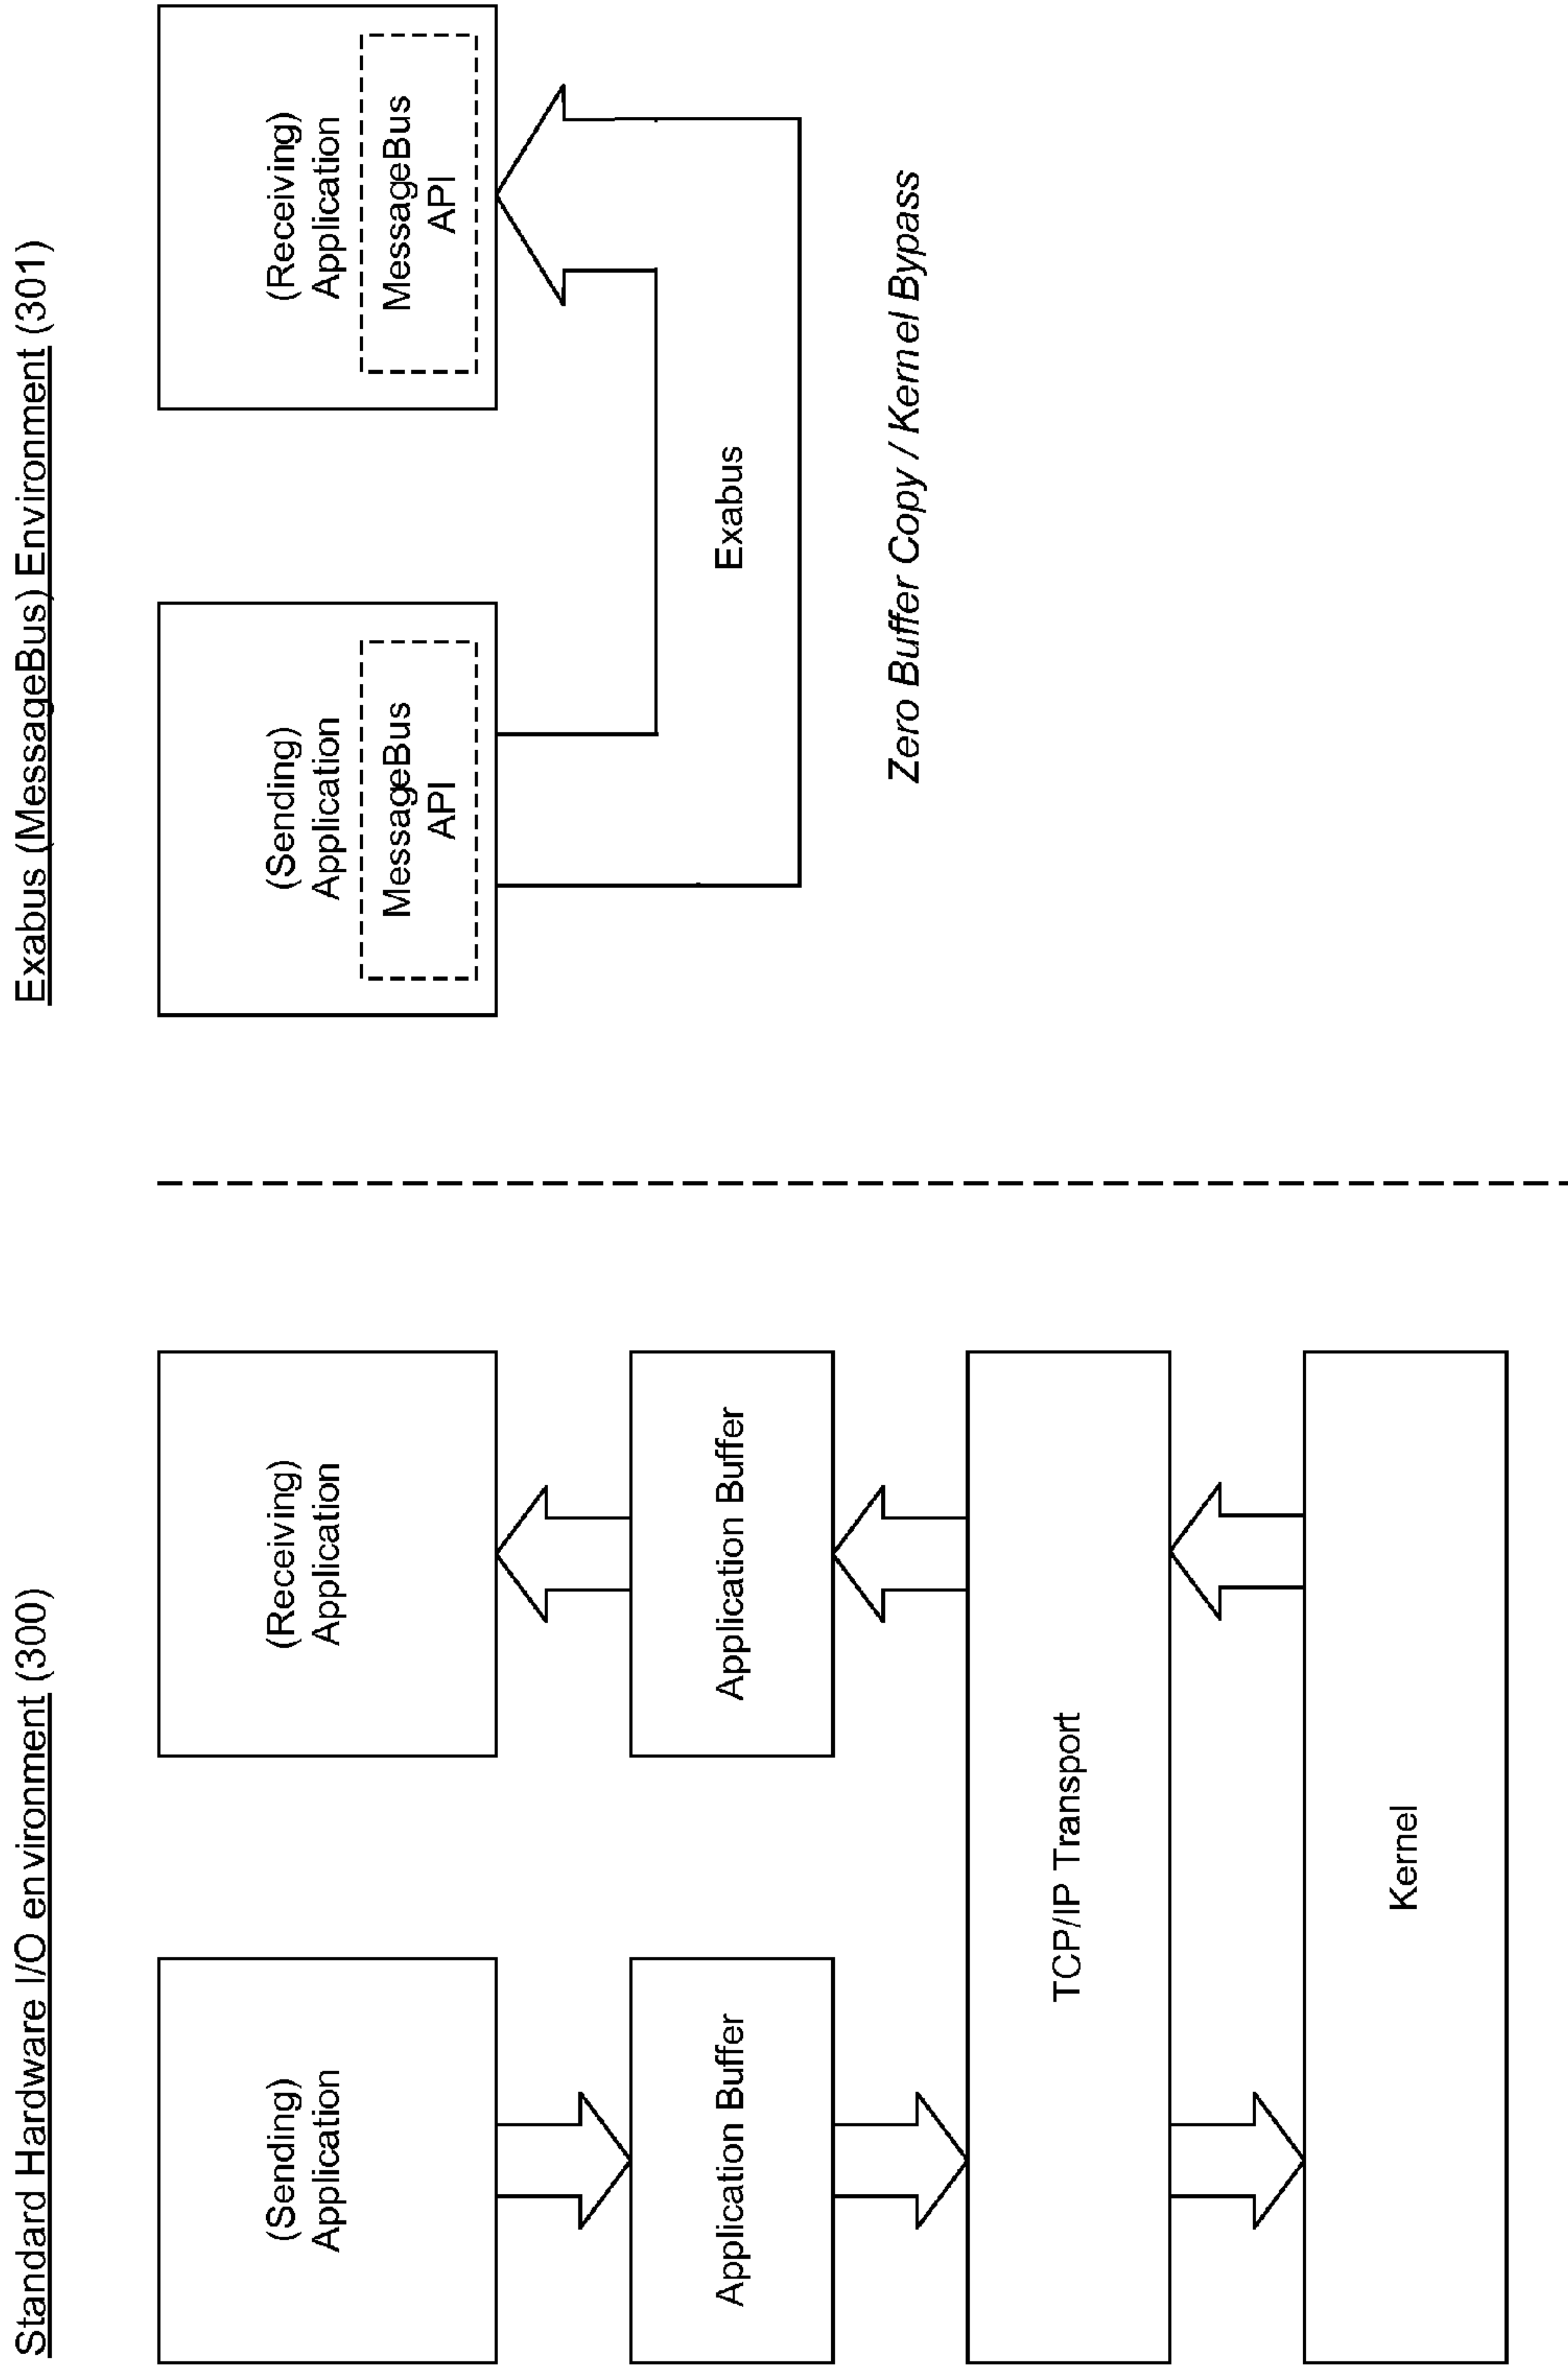 Standard Hardware I/O environment (300)
(Sending)
Application
(Receiving)
Application
Application Buffer
Application Buffer
TCP/IP Transport
Kernel
Exabus (MessageBus) Environment (301)
(Sending)
Application
MessageBus
API
(Receiving)
Application
MessageBus
API
Exabus
Zero Buffer Copy / Kernel Bypass